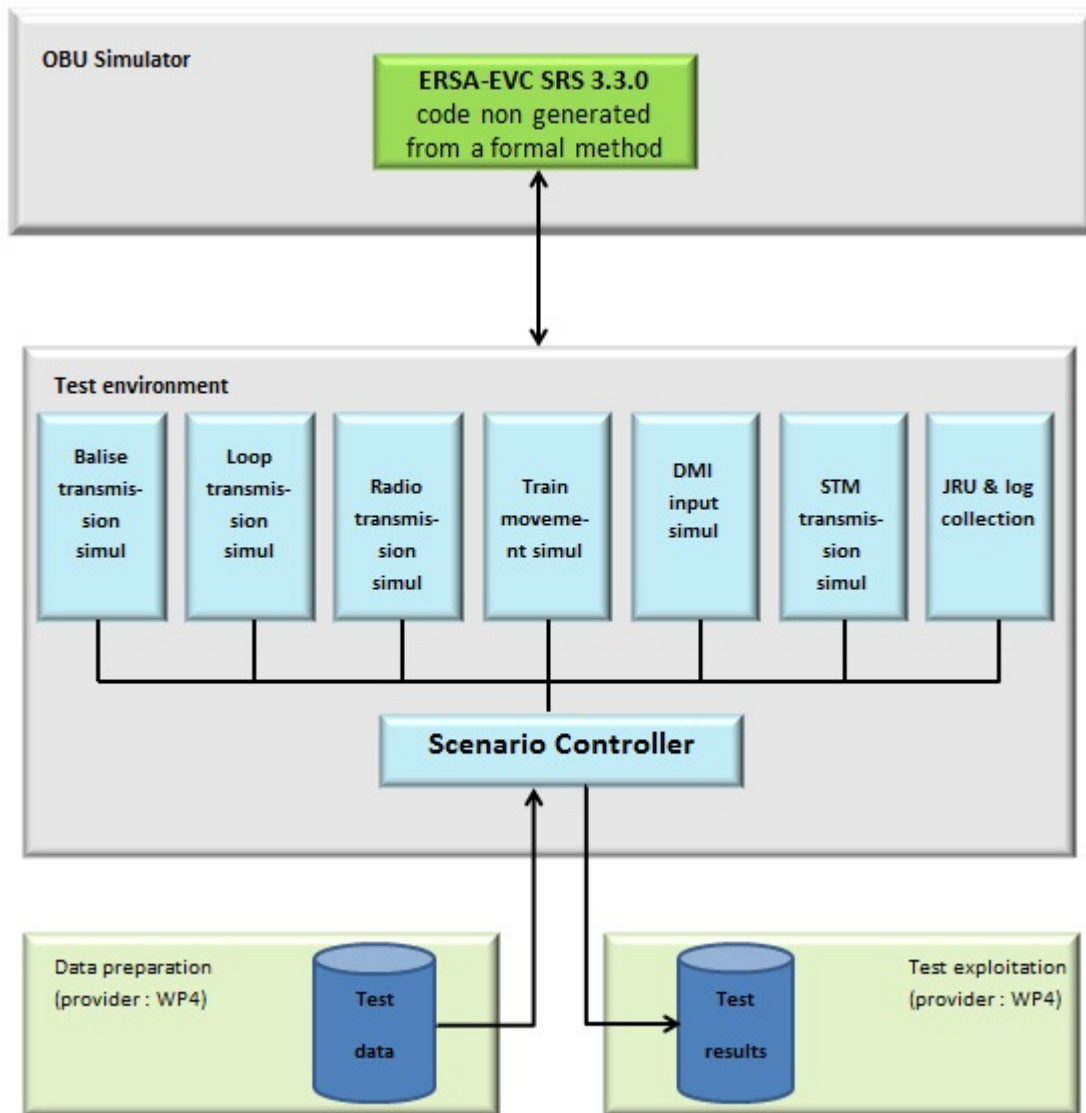 OBU Simulator
ERSA-EVC SRS 3.3.0
code non generated
from a formal method
Test environment
Balise
transmis-
sion
simul
Loop
transmis-
sion
simul
Radio
transmis-
sion
simul
Train
moveme-
nt simul
DMI
input
simul
STM
transmis-
sion
simul
JRU & log
collection
Scenario Controller
Data preparation
(provider : WP4)
Test
data
Test
results
Test exploitation
(provider : WP4)